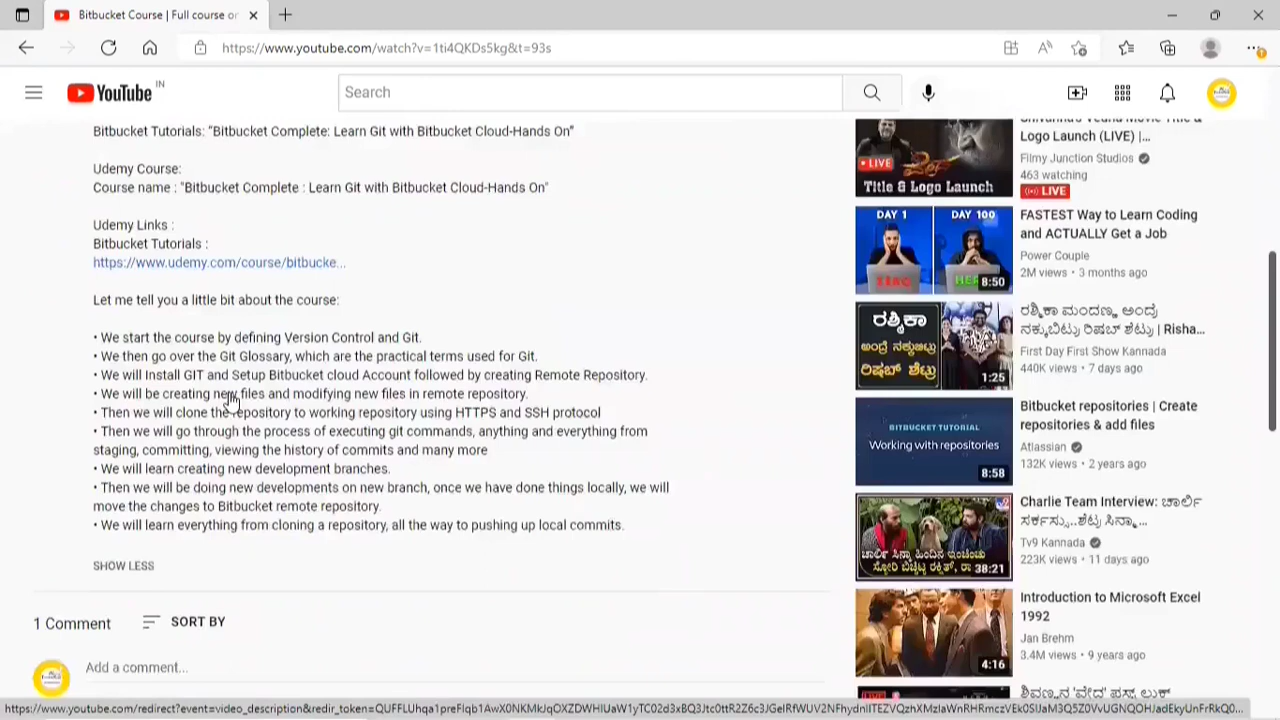 Bitbucket Course | Full course or
https://www.youtube.com/watch?v=1ti4QKDs5kg&t=93s
YouTube IN
Search
Bitbucket Tutorials: "Bitbucket Complete: Learn Git with Bitbucket Cloud-Hands On"
Udemy Course:
Course name : "Bitbucket Complete : Learn Git with Bitbucket Cloud-Hands On"
Udemy Links :
Bitbucket Tutorials :
https://www.udemy.com/course/bitbucke...
Let me tell you a little bit about the course:
• We start the course by defining Version Control and Git.
• We then go over the Git Glossary, which are the practical terms used for Git.
• We will Install GIT and Setup Bitbucket cloud Account followed by creating Remote Repository.
• We will be creating new files and modifying new files in remote repository.
• Then we will clone the repository to working repository using HTTPS and SSH protocol
• Then we will go through the process of executing git commands, anything and everything from
staging, committing, viewing the history of commits and many more
• We will learn creating new development branches.
• Then we will be doing new developments on new branch, once we have done things locally, we will
move the changes to Bitbucket remote repository.
• We will learn everything from cloning a repository, all the way to pushing up local commits.
SHOW LESS
1 Comment
SORT BY
Add a comment...
LIVE
Title & Logo Launch
Logo Launch (LIVE) |...
Filmy Junction Studios
463 watching
LIVE
DAY 1 DAY 100
8:50
FASTEST Way to Learn Coding
and ACTUALLY Get a Job
Power Couple
2M views • 3 months ago
ರಶ್ಮಿಕಾ
ಅಂದ್ರೆ ನಕ್ಕುಬಿಟ್ರು
ರಿಷಬ್ ಶೆಟ್ರು
1:25
ರಶ್ಮಿಕಾ ಮಂದಣ್ಣ ಅಂದ್ರೆ
ನಕ್ಕುಬಿಟ್ರು ರಿಷಬ್ ಶೆಟ್ರು | Risha...
First Day First Show Kannada
440K views • 7 days ago
BITBUCKET TUTORIAL
Working with repositories
8:58
Bitbucket repositories | Create
repositories & add files
Atlassian
132K views • 2 years ago
38:21
Charlie Team Interview: ಚಾರ್ಲಿ
ಸರ್ಕಸ್ಸು..ಶೆಟ್ರ ಸಿನ್ಮಾ...
Tv9 Kannada
223K views • 11 days ago
4:16
Introduction to Microsoft Excel
1992
Jan Brehm
3.4M views • 9 years ago